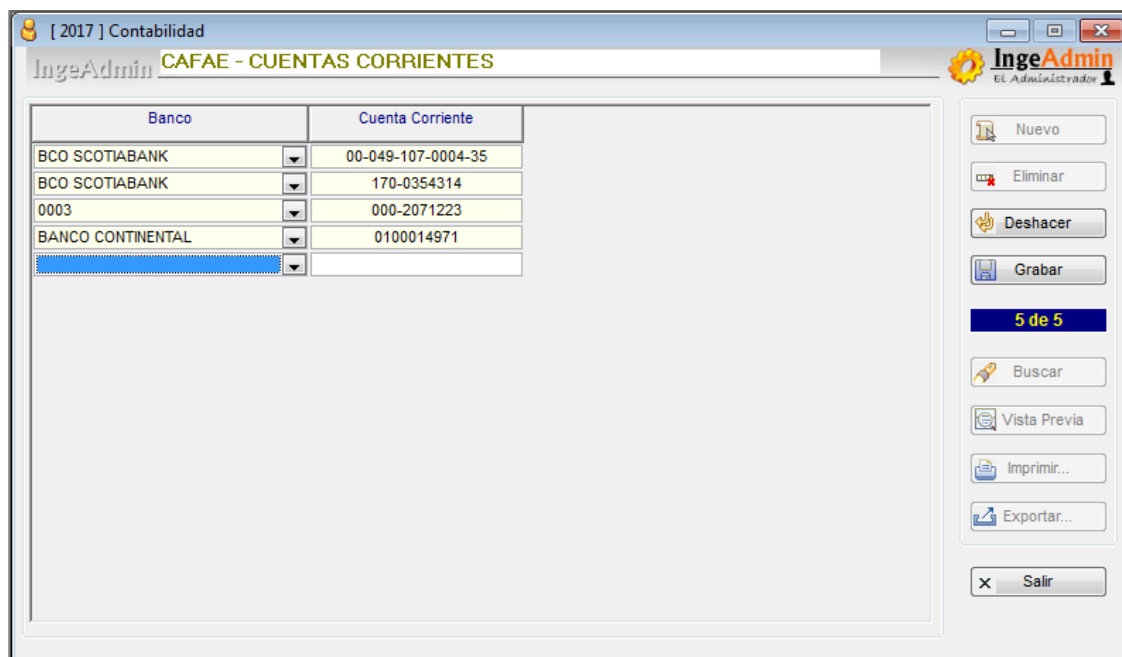 [ 2017 ] Contabilidad
IngeAdmin CAFAE - CUENTAS CORRIENTES
IngeAdmin
El Administrador
Banco Cuenta Corriente
BCO SCOTIABANK 00-049-107-0004-35
BCO SCOTIABANK 170-0354314
0003 000-2071223
BANCO CONTINENTAL 0100014971
Nuevo
Eliminar
Deshacer
Grabar
5 de 5
Buscar
Vista Previa
Imprimir...
Exportar...
Salir